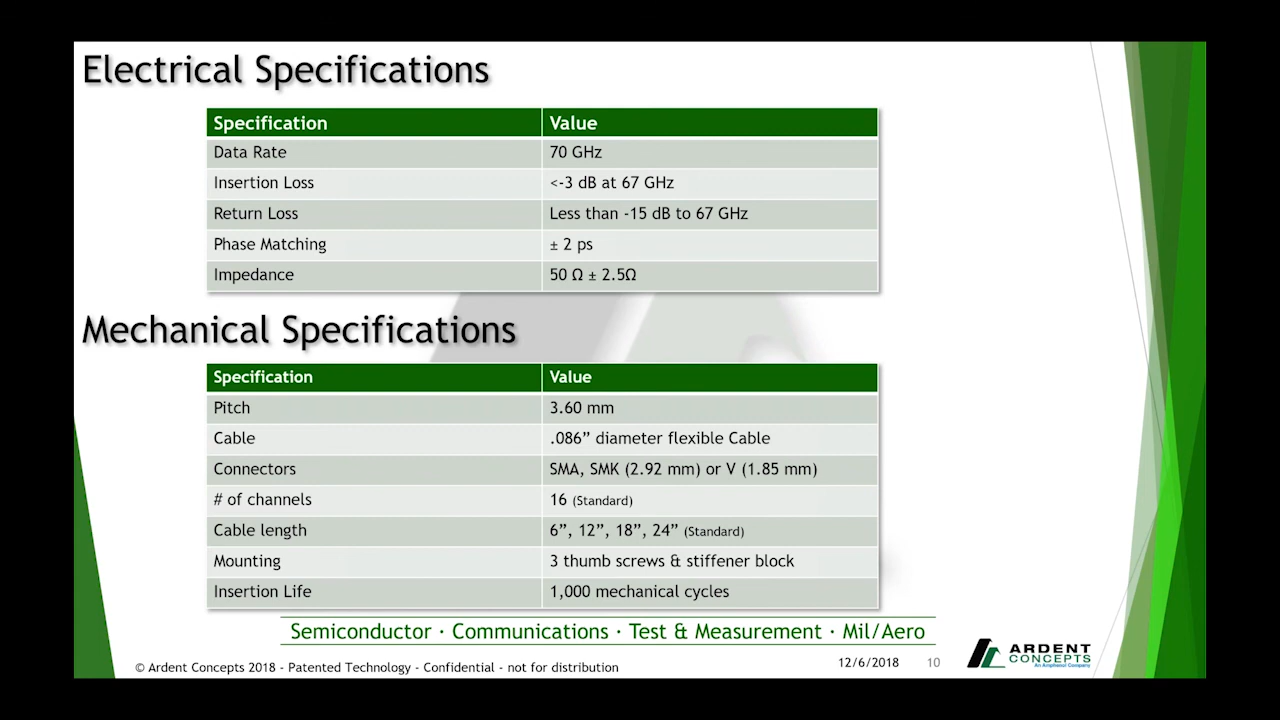 Electrical Specifications
Specification Value
Data Rate 70 GHz
Insertion Loss <-3 dB at 67 GHz
Return Loss Less than -15 dB to 67 GHz
Phase Matching ± 2 ps
Impedance 50 Ω ± 2.5Ω
Mechanical Specifications
Specification Value
Pitch 3.60 mm
Cable .086” diameter flexible Cable
Connectors SMA, SMK (2.92 mm) or V (1.85 mm)
# of channels 16 (Standard)
Cable length 6”, 12”, 18”, 24” (Standard)
Mounting 3 thumb screws & stiffener block
Insertion Life 1,000 mechanical cycles
Semiconductor · Communications · Test & Measurement · Mil/Aero
© Ardent Concepts 2018 - Patented Technology - Confidential - not for distribution
12/6/2018 10
ARDENT
CONCEPTS
An Amphenol Company